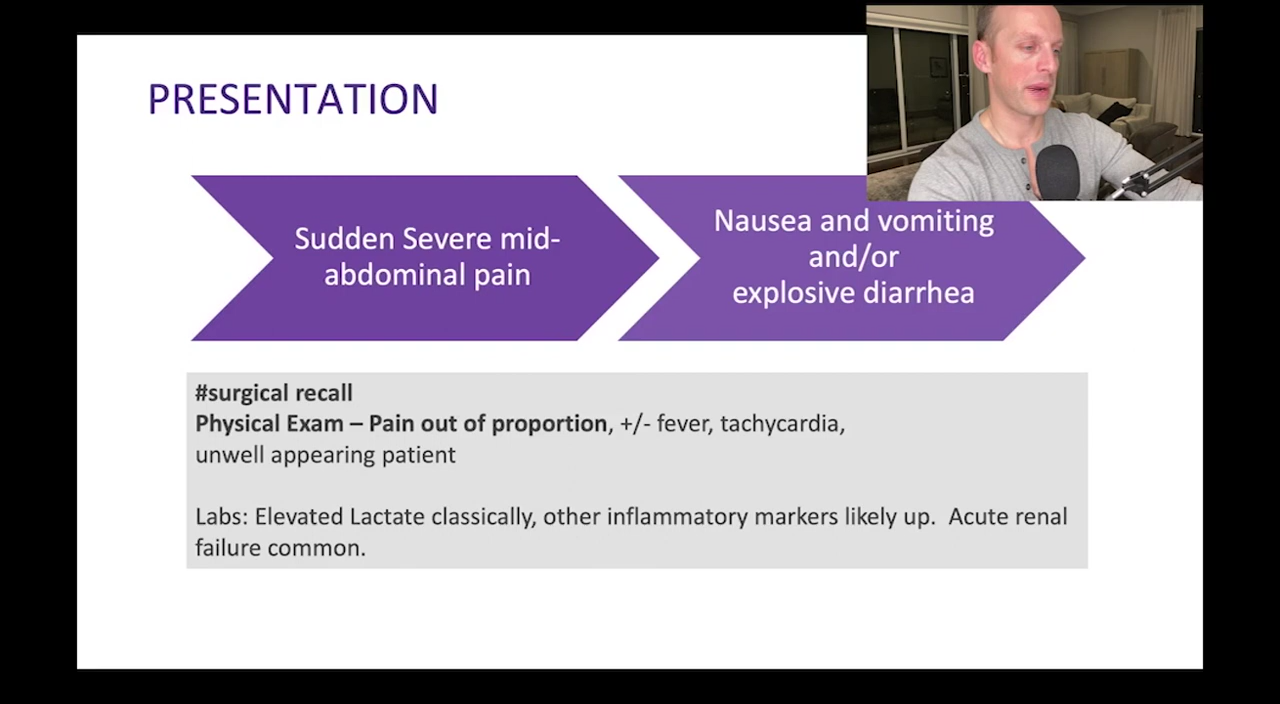 PRESENTATION
Sudden Severe mid-
abdominal pain
Nausea and vomiting
and/or
explosive diarrhea
#surgical recall
Physical Exam – Pain out of proportion, +/- fever, tachycardia,
unwell appearing patient
Labs: Elevated Lactate classically, other inflammatory markers likely up.  Acute renal
failure common.